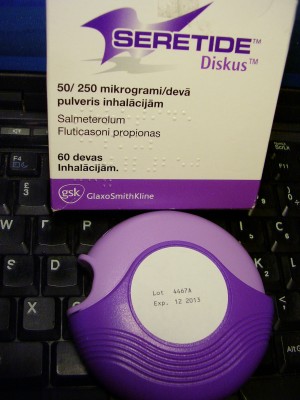 SERETIDE™
Diskus™
50/ 250 mikrogrami/devā
pulveris inhalācijām
Salmeterolum
Fluticasoni propionas
60 devas
Inhalācijām.
gsk GlaxoSmithKline
Lot 4467A
Exp. 12 2013